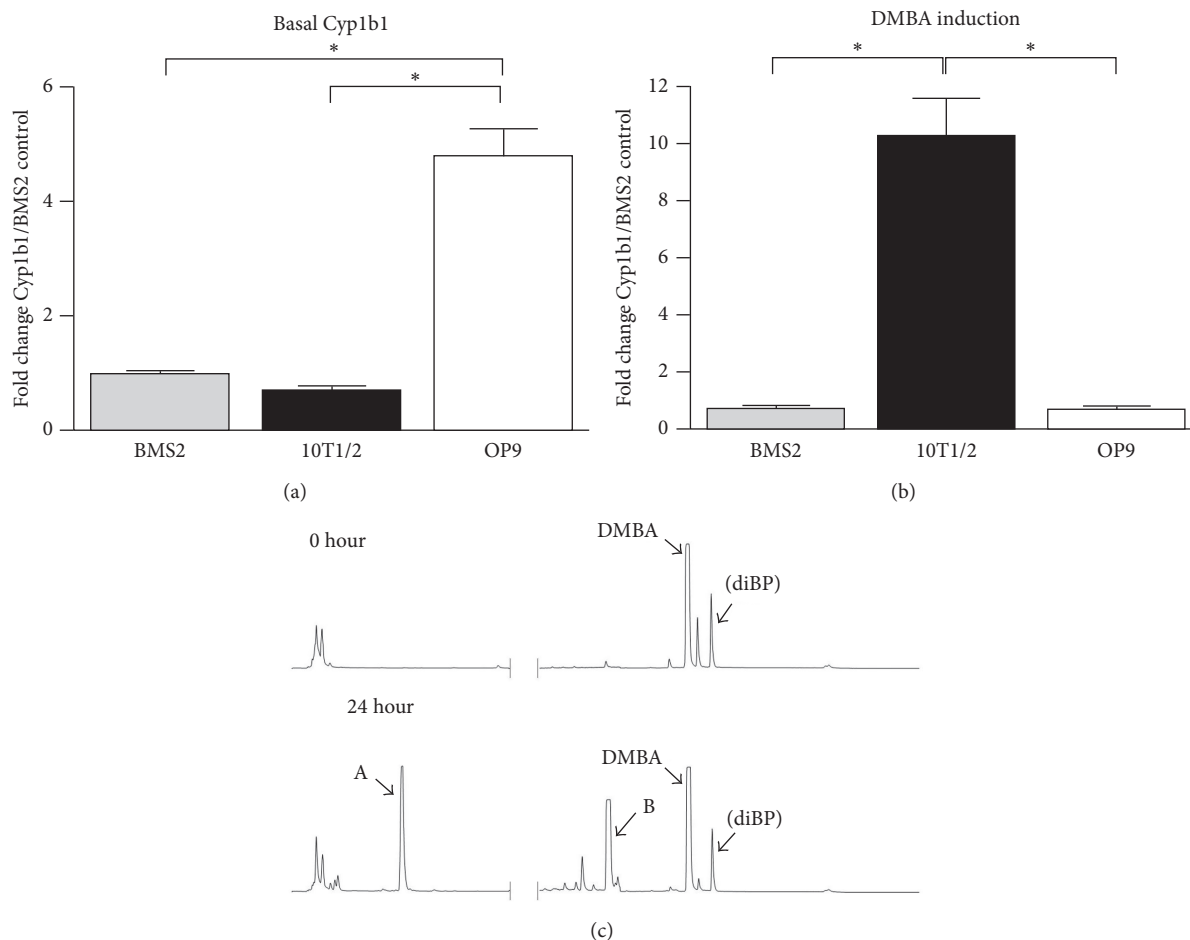 (a)
Basal Cyp1b1
*
*
Fold change Cyp1b1/BMS2 control
6
4
2
0
BMS2 10T1/2 OP9
(b)
DMBA induction
* *
Fold change Cyp1b1/BMS2 control
12
10
8
6
4
2
0
BMS2 10T1/2 OP9
(a)
(b)
0 hour
DMBA
(diBP)
24 hour
A
B
DMBA
(diBP)
(c)